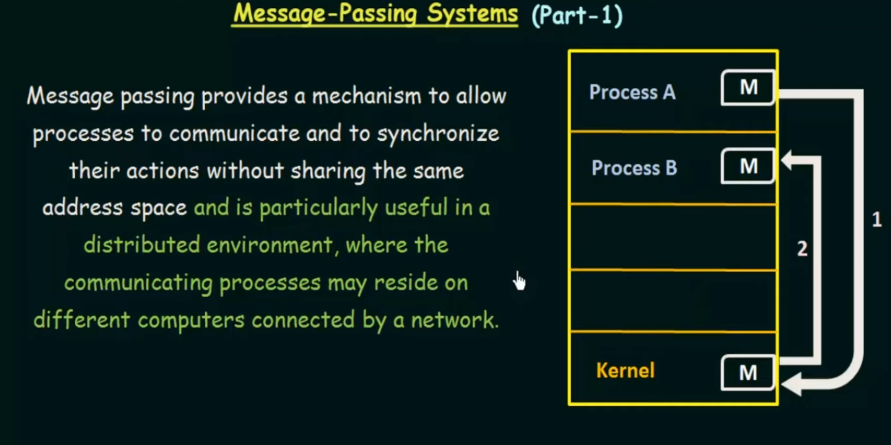 Message-Passing Systems (Part-1)
Message passing provides a mechanism to allow
processes to communicate and to synchronize
their actions without sharing the same
address space and is particularly useful in a
distributed environment, where the
communicating processes may reside on
different computers connected by a network.
Process A M
Process B M
1
2
Kernel M